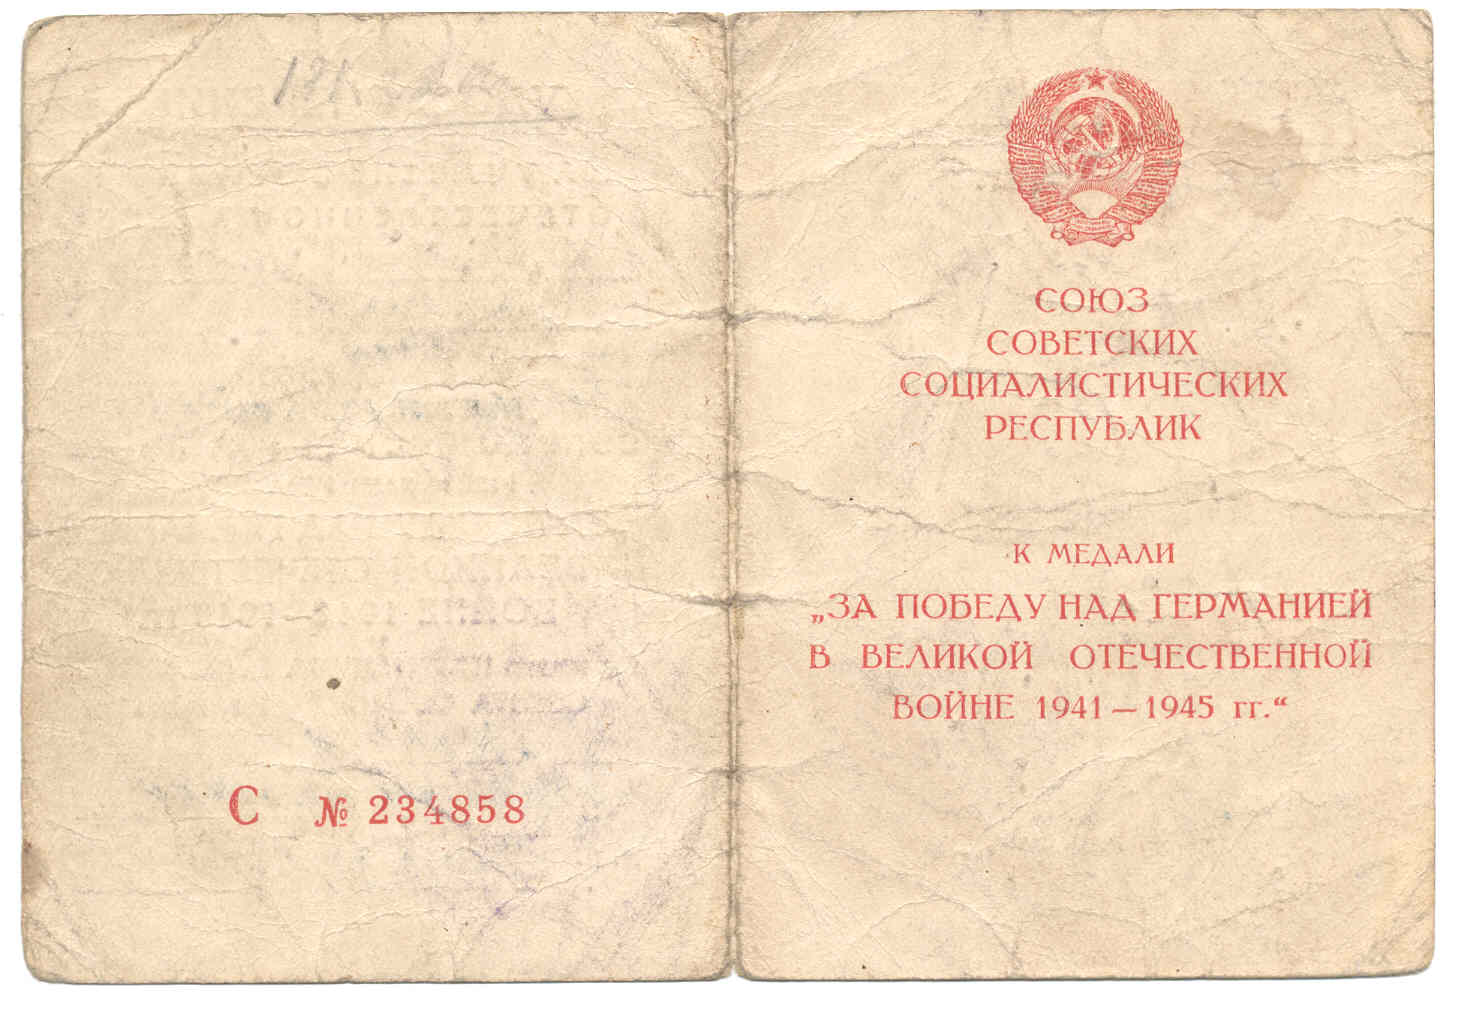 С № 234858
СОЮЗ
СОВЕТСКИХ
СОЦИАЛИСТИЧЕСКИХ
РЕСПУБЛИК
К МЕДАЛИ
„ЗА ПОБЕДУ НАД ГЕРМАНИЕЙ
В ВЕЛИКОЙ ОТЕЧЕСТВЕННОЙ
ВОЙНЕ 1941—1945 гг.“